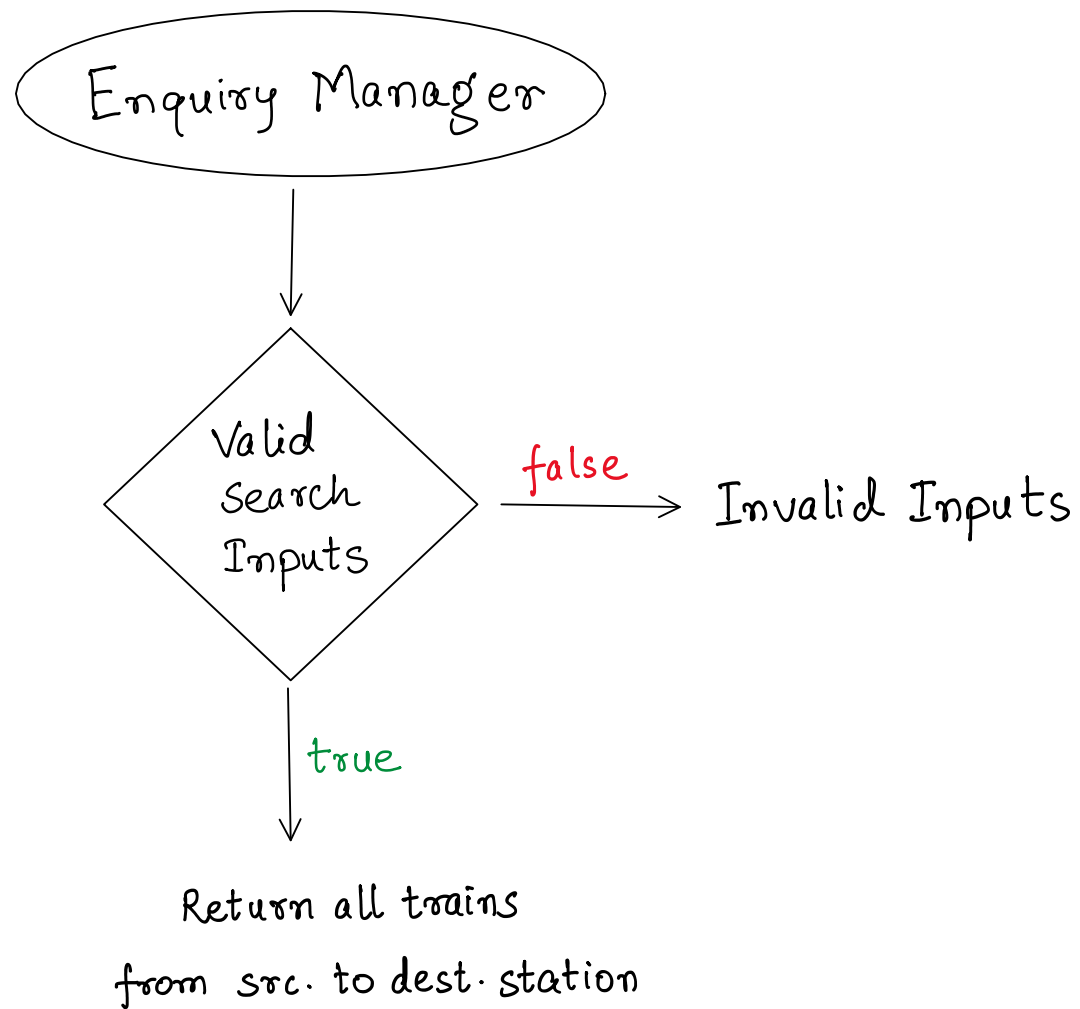 Enquiry Manager
Valid
Search
Inputs
false
Invalid Inputs
true
Return all trains
from src. to dest. station